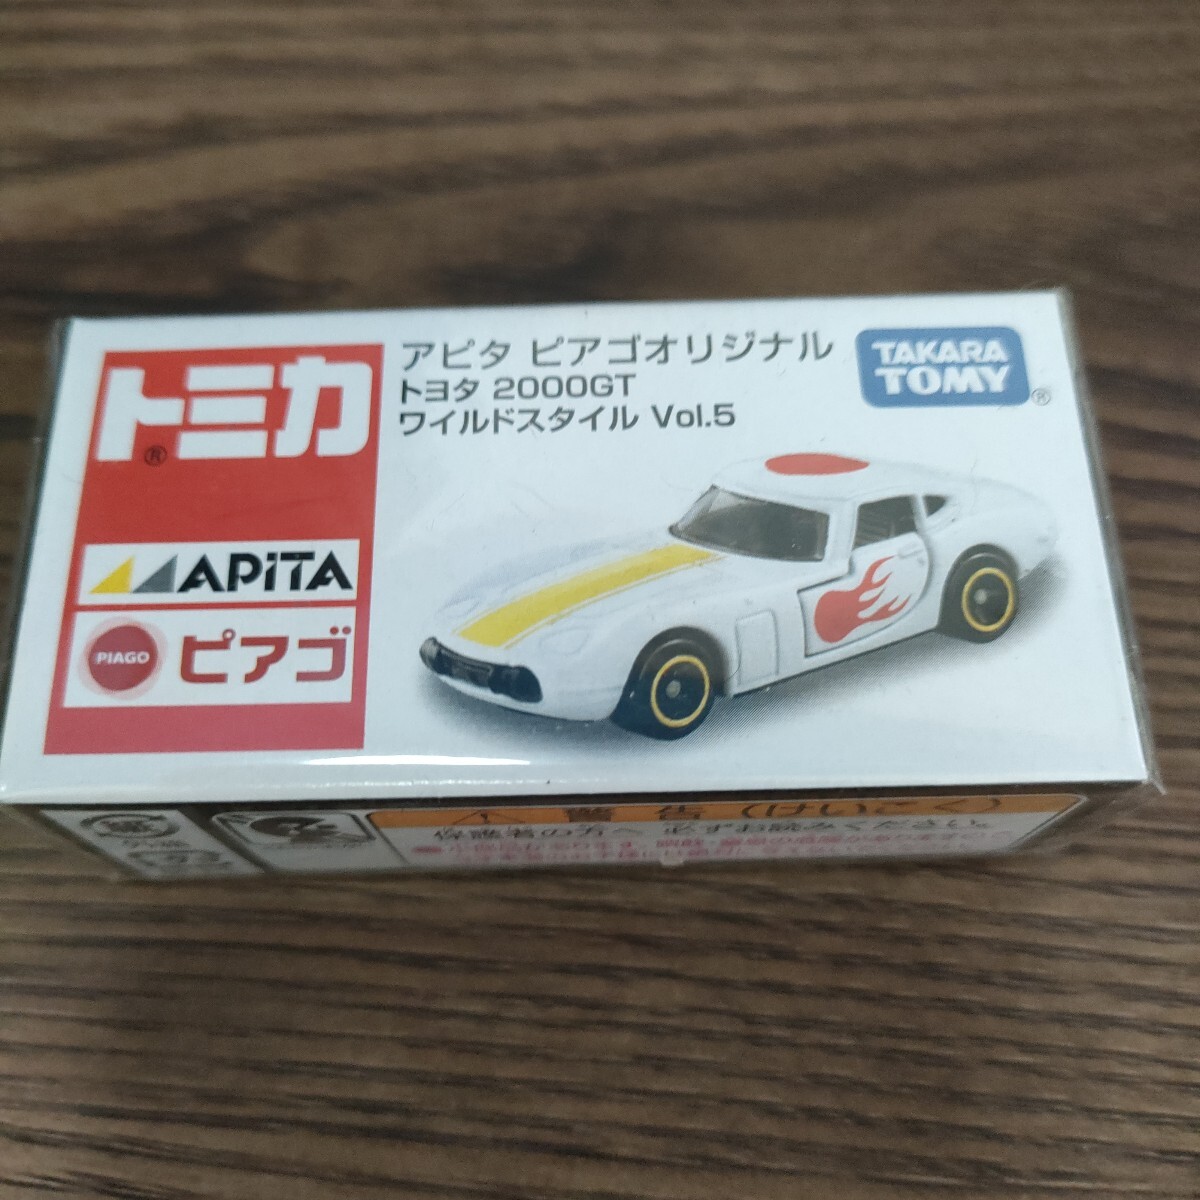 トミカ®
アピタ ピアゴオリジナル
トヨタ 2000GT
ワイルドスタイル Vol.5
TAKARA
TOMY®
APiTA
PIAGO
ピアゴ
⚠ 警告 (けいこく)
保護者の方へ 必ずお読みください。